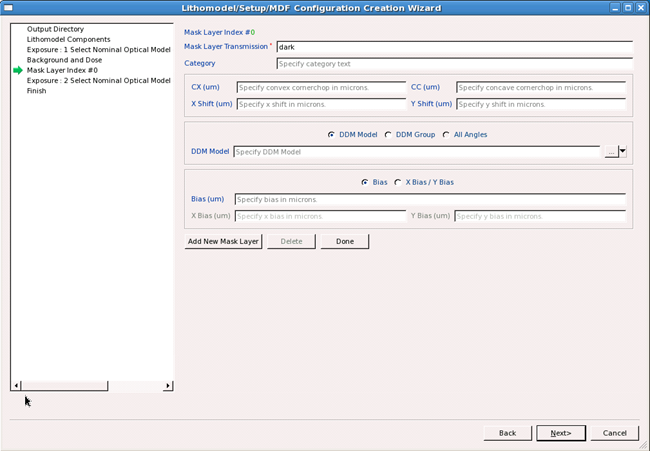 Lithomodel/Setup/MDF Configuration Creation Wizard
Output Directory
Lithomodel Components
Exposure : 1 Select Nominal Optical Model
Background and Dose
Mask Layer Index #0
Exposure : 2 Select Nominal Optical Model
Finish
Mask Layer Index #0
Mask Layer Transmission * dark
Category Specify category text
CX (um) Specify convex cornerchop in microns. CC (um) Specify concave cornerchop in microns.
X Shift (um) Specify x shift in microns. Y Shift (um) Specify y shift in microns.
DDM Model DDM Group All Angles
DDM Model Specify DDM Model ...
Bias X Bias / Y Bias
Bias (um) Specify bias in microns.
X Bias (um) Specify x bias in microns. Y Bias (um) Specify y bias in microns.
Add New Mask Layer Delete Done
Back Next> Cancel